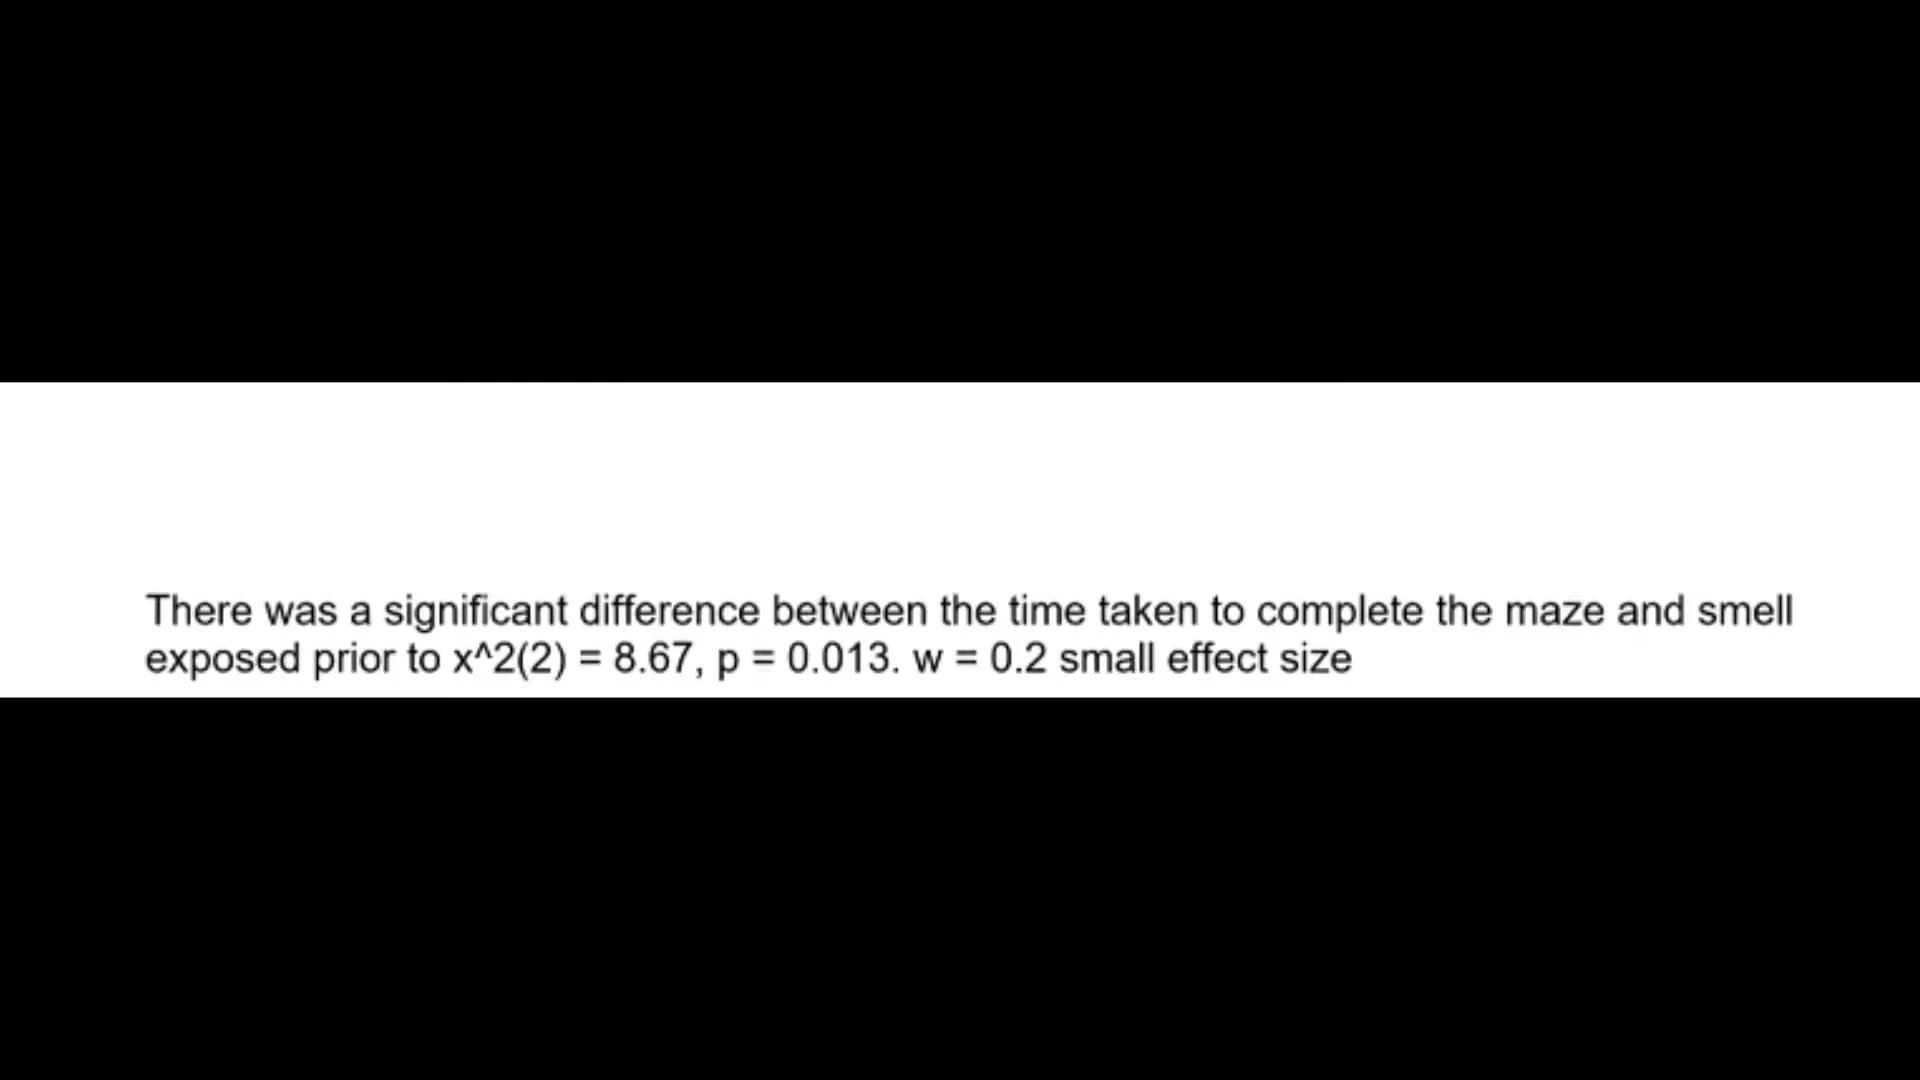 There was a significant difference between the time taken to complete the maze and smell
exposed prior to x^2(2) = 8.67, p = 0.013. w = 0.2 small effect size